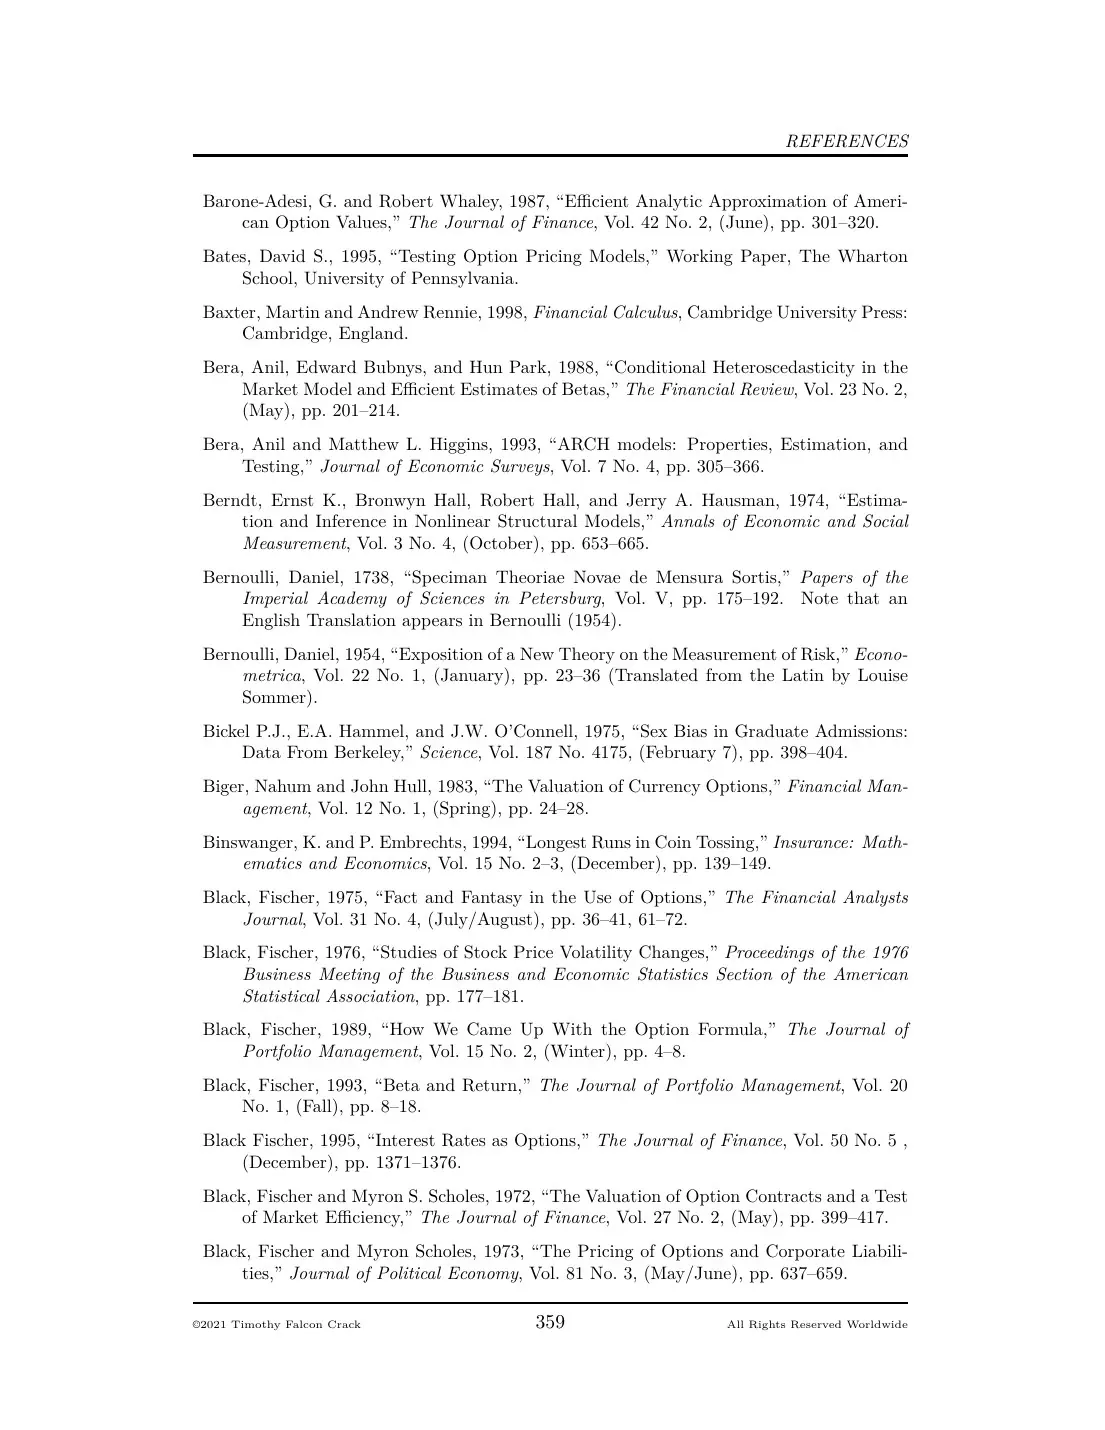 REFERENCES
Barone-Adesi, G. and Robert Whaley, 1987, “Efficient Analytic Approximation of Ameri-
can Option Values,” The Journal of Finance, Vol. 42 No. 2, (June), pp. 301–320.
Bates, David S., 1995, “Testing Option Pricing Models,” Working Paper, The Wharton
School, University of Pennsylvania.
Baxter, Martin and Andrew Rennie, 1998, Financial Calculus, Cambridge University Press:
Cambridge, England.
Bera, Anil, Edward Bubnys, and Hun Park, 1988, “Conditional Heteroscedasticity in the
Market Model and Efficient Estimates of Betas,” The Financial Review, Vol. 23 No. 2,
(May), pp. 201–214.
Bera, Anil and Matthew L. Higgins, 1993, “ARCH models: Properties, Estimation, and
Testing,” Journal of Economic Surveys, Vol. 7 No. 4, pp. 305–366.
Berndt, Ernst K., Bronwyn Hall, Robert Hall, and Jerry A. Hausman, 1974, “Estima-
tion and Inference in Nonlinear Structural Models,” Annals of Economic and Social
Measurement, Vol. 3 No. 4, (October), pp. 653–665.
Bernoulli, Daniel, 1738, “Speciman Theoriae Novae de Mensura Sortis,” Papers of the
Imperial Academy of Sciences in Petersburg, Vol. V, pp. 175–192. Note that an
English Translation appears in Bernoulli (1954).
Bernoulli, Daniel, 1954, “Exposition of a New Theory on the Measurement of Risk,” Econo-
metrica, Vol. 22 No. 1, (January), pp. 23–36 (Translated from the Latin by Louise
Sommer).
Bickel P.J., E.A. Hammel, and J.W. O’Connell, 1975, “Sex Bias in Graduate Admissions:
Data From Berkeley,” Science, Vol. 187 No. 4175, (February 7), pp. 398–404.
Biger, Nahum and John Hull, 1983, “The Valuation of Currency Options,” Financial Man-
agement, Vol. 12 No. 1, (Spring), pp. 24–28.
Binswanger, K. and P. Embrechts, 1994, “Longest Runs in Coin Tossing,” Insurance: Math-
ematics and Economics, Vol. 15 No. 2–3, (December), pp. 139–149.
Black, Fischer, 1975, “Fact and Fantasy in the Use of Options,” The Financial Analysts
Journal, Vol. 31 No. 4, (July/August), pp. 36–41, 61–72.
Black, Fischer, 1976, “Studies of Stock Price Volatility Changes,” Proceedings of the 1976
Business Meeting of the Business and Economic Statistics Section of the American
Statistical Association, pp. 177–181.
Black, Fischer, 1989, “How We Came Up With the Option Formula,” The Journal of
Portfolio Management, Vol. 15 No. 2, (Winter), pp. 4–8.
Black, Fischer, 1993, “Beta and Return,” The Journal of Portfolio Management, Vol. 20
No. 1, (Fall), pp. 8–18.
Black Fischer, 1995, “Interest Rates as Options,” The Journal of Finance, Vol. 50 No. 5 ,
(December), pp. 1371–1376.
Black, Fischer and Myron S. Scholes, 1972, “The Valuation of Option Contracts and a Test
of Market Efficiency,” The Journal of Finance, Vol. 27 No. 2, (May), pp. 399–417.
Black, Fischer and Myron Scholes, 1973, “The Pricing of Options and Corporate Liabili-
ties,” Journal of Political Economy, Vol. 81 No. 3, (May/June), pp. 637–659.
©2021 Timothy Falcon Crack 359 All Rights Reserved Worldwide